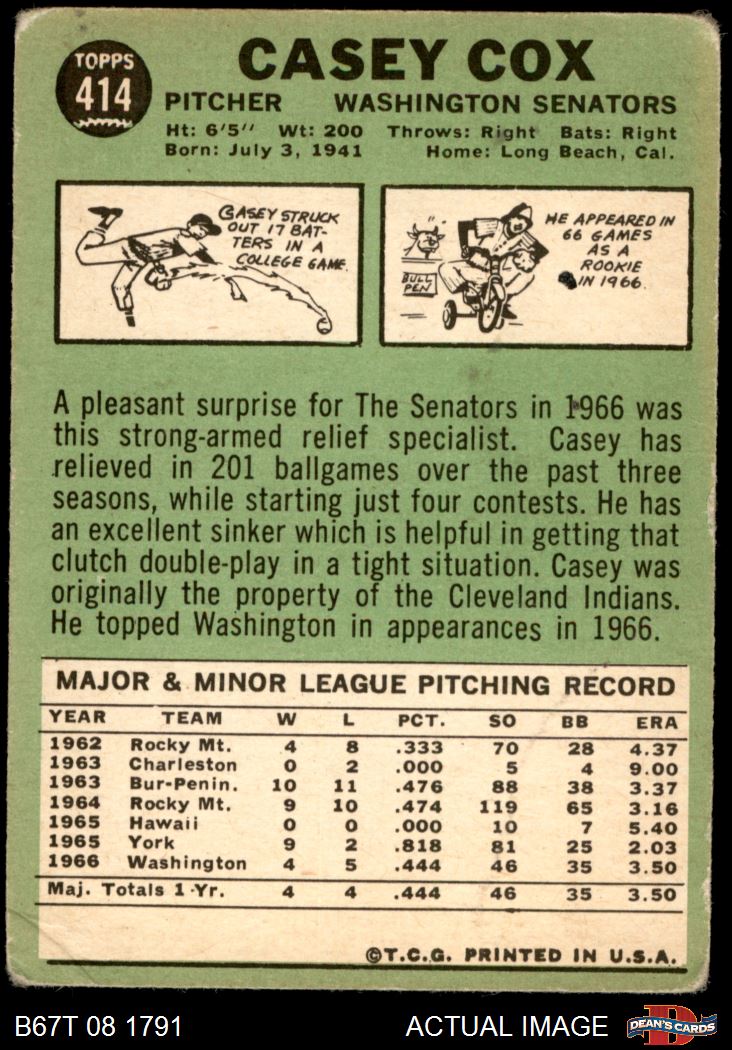 TOPPS
414
CASEY COX
PITCHER WASHINGTON SENATORS
Ht: 6'5" Wt: 200 Throws: Right Bats: Right
Born: July 3, 1941 Home: Long Beach, Cal.
CASEY STRUCK
OUT 17 BAT-
TERS IN A
COLLEGE GAME.
BULL
PEN
HE APPEARED IN
66 GAMES
AS A
ROOKIE
IN 1966.
A pleasant surprise for The Senators in 1966 was
this strong-armed relief specialist. Casey has
relieved in 201 ballgames over the past three
seasons, while starting just four contests. He has
an excellent sinker which is helpful in getting that
clutch double-play in a tight situation. Casey was
originally the property of the Cleveland Indians.
He topped Washington in appearances in 1966.
MAJOR & MINOR LEAGUE PITCHING RECORD
YEAR TEAM W L PCT. SO BB ERA
1962 Rocky Mt. 4 8 .333 70 28 4.37
1963 Charleston 0 2 .000 5 4 9.00
1963 Bur-Penin. 10 11 .476 88 38 3.37
1964 Rocky Mt. 9 10 .474 119 65 3.16
1965 Hawaii 0 0 .000 10 7 5.40
1965 York 9 2 .818 81 25 2.03
1966 Washington 4 5 .444 46 35 3.50
Maj. Totals 1 Yr. 4 4 .444 46 35 3.50
©T.C.G. PRINTED IN U.S.A.
B67T 08 1791 ACTUAL IMAGE
D
DEAN'S CARDS